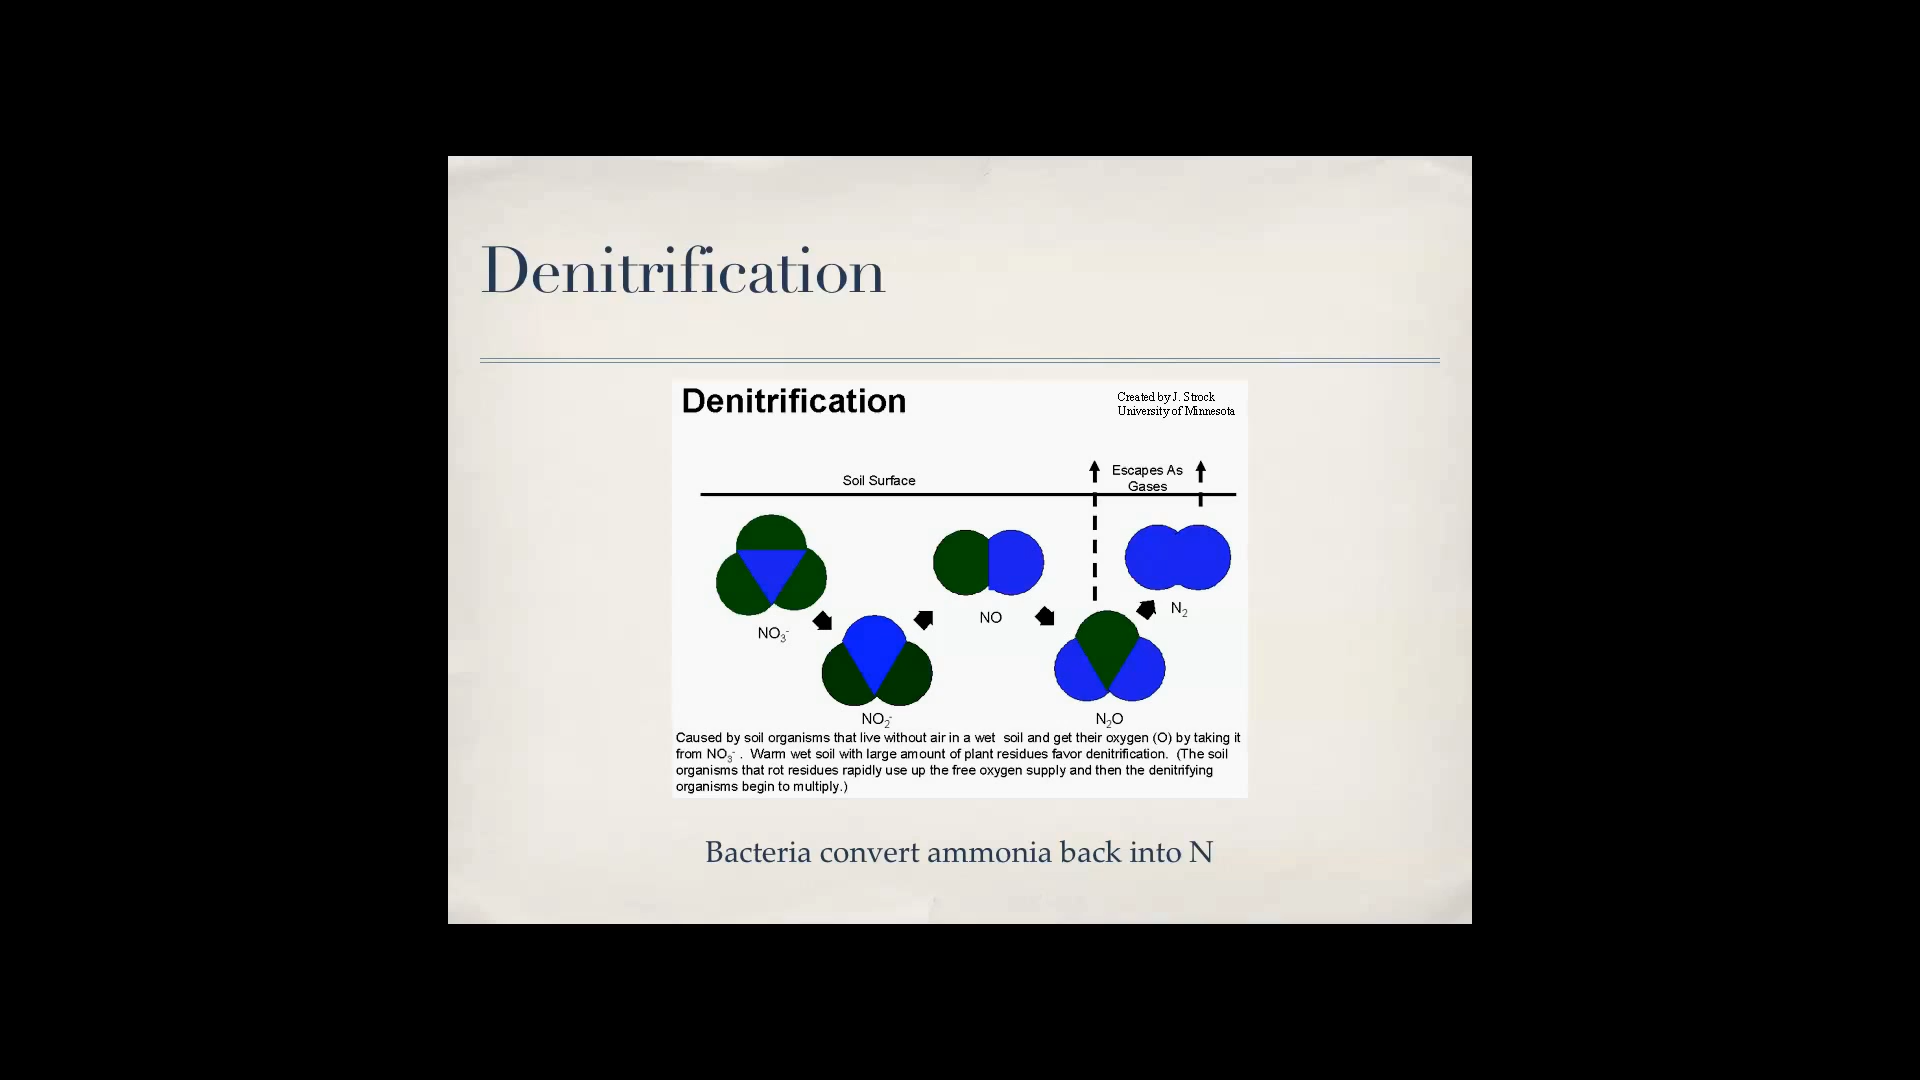 Denitrification
Denitrification
Created by J. Strock
University of Minnesota
Soil Surface
Escapes As
Gases
NO₃⁻
NO₂⁻
NO
N₂O
N₂
Caused by soil organisms that live without air in a wet soil and get their oxygen (O) by taking it
from NO₃⁻ . Warm wet soil with large amount of plant residues favor denitrification. (The soil
organisms that rot residues rapidly use up the free oxygen supply and then the denitrifying
organisms begin to multiply.)
Bacteria convert ammonia back into N